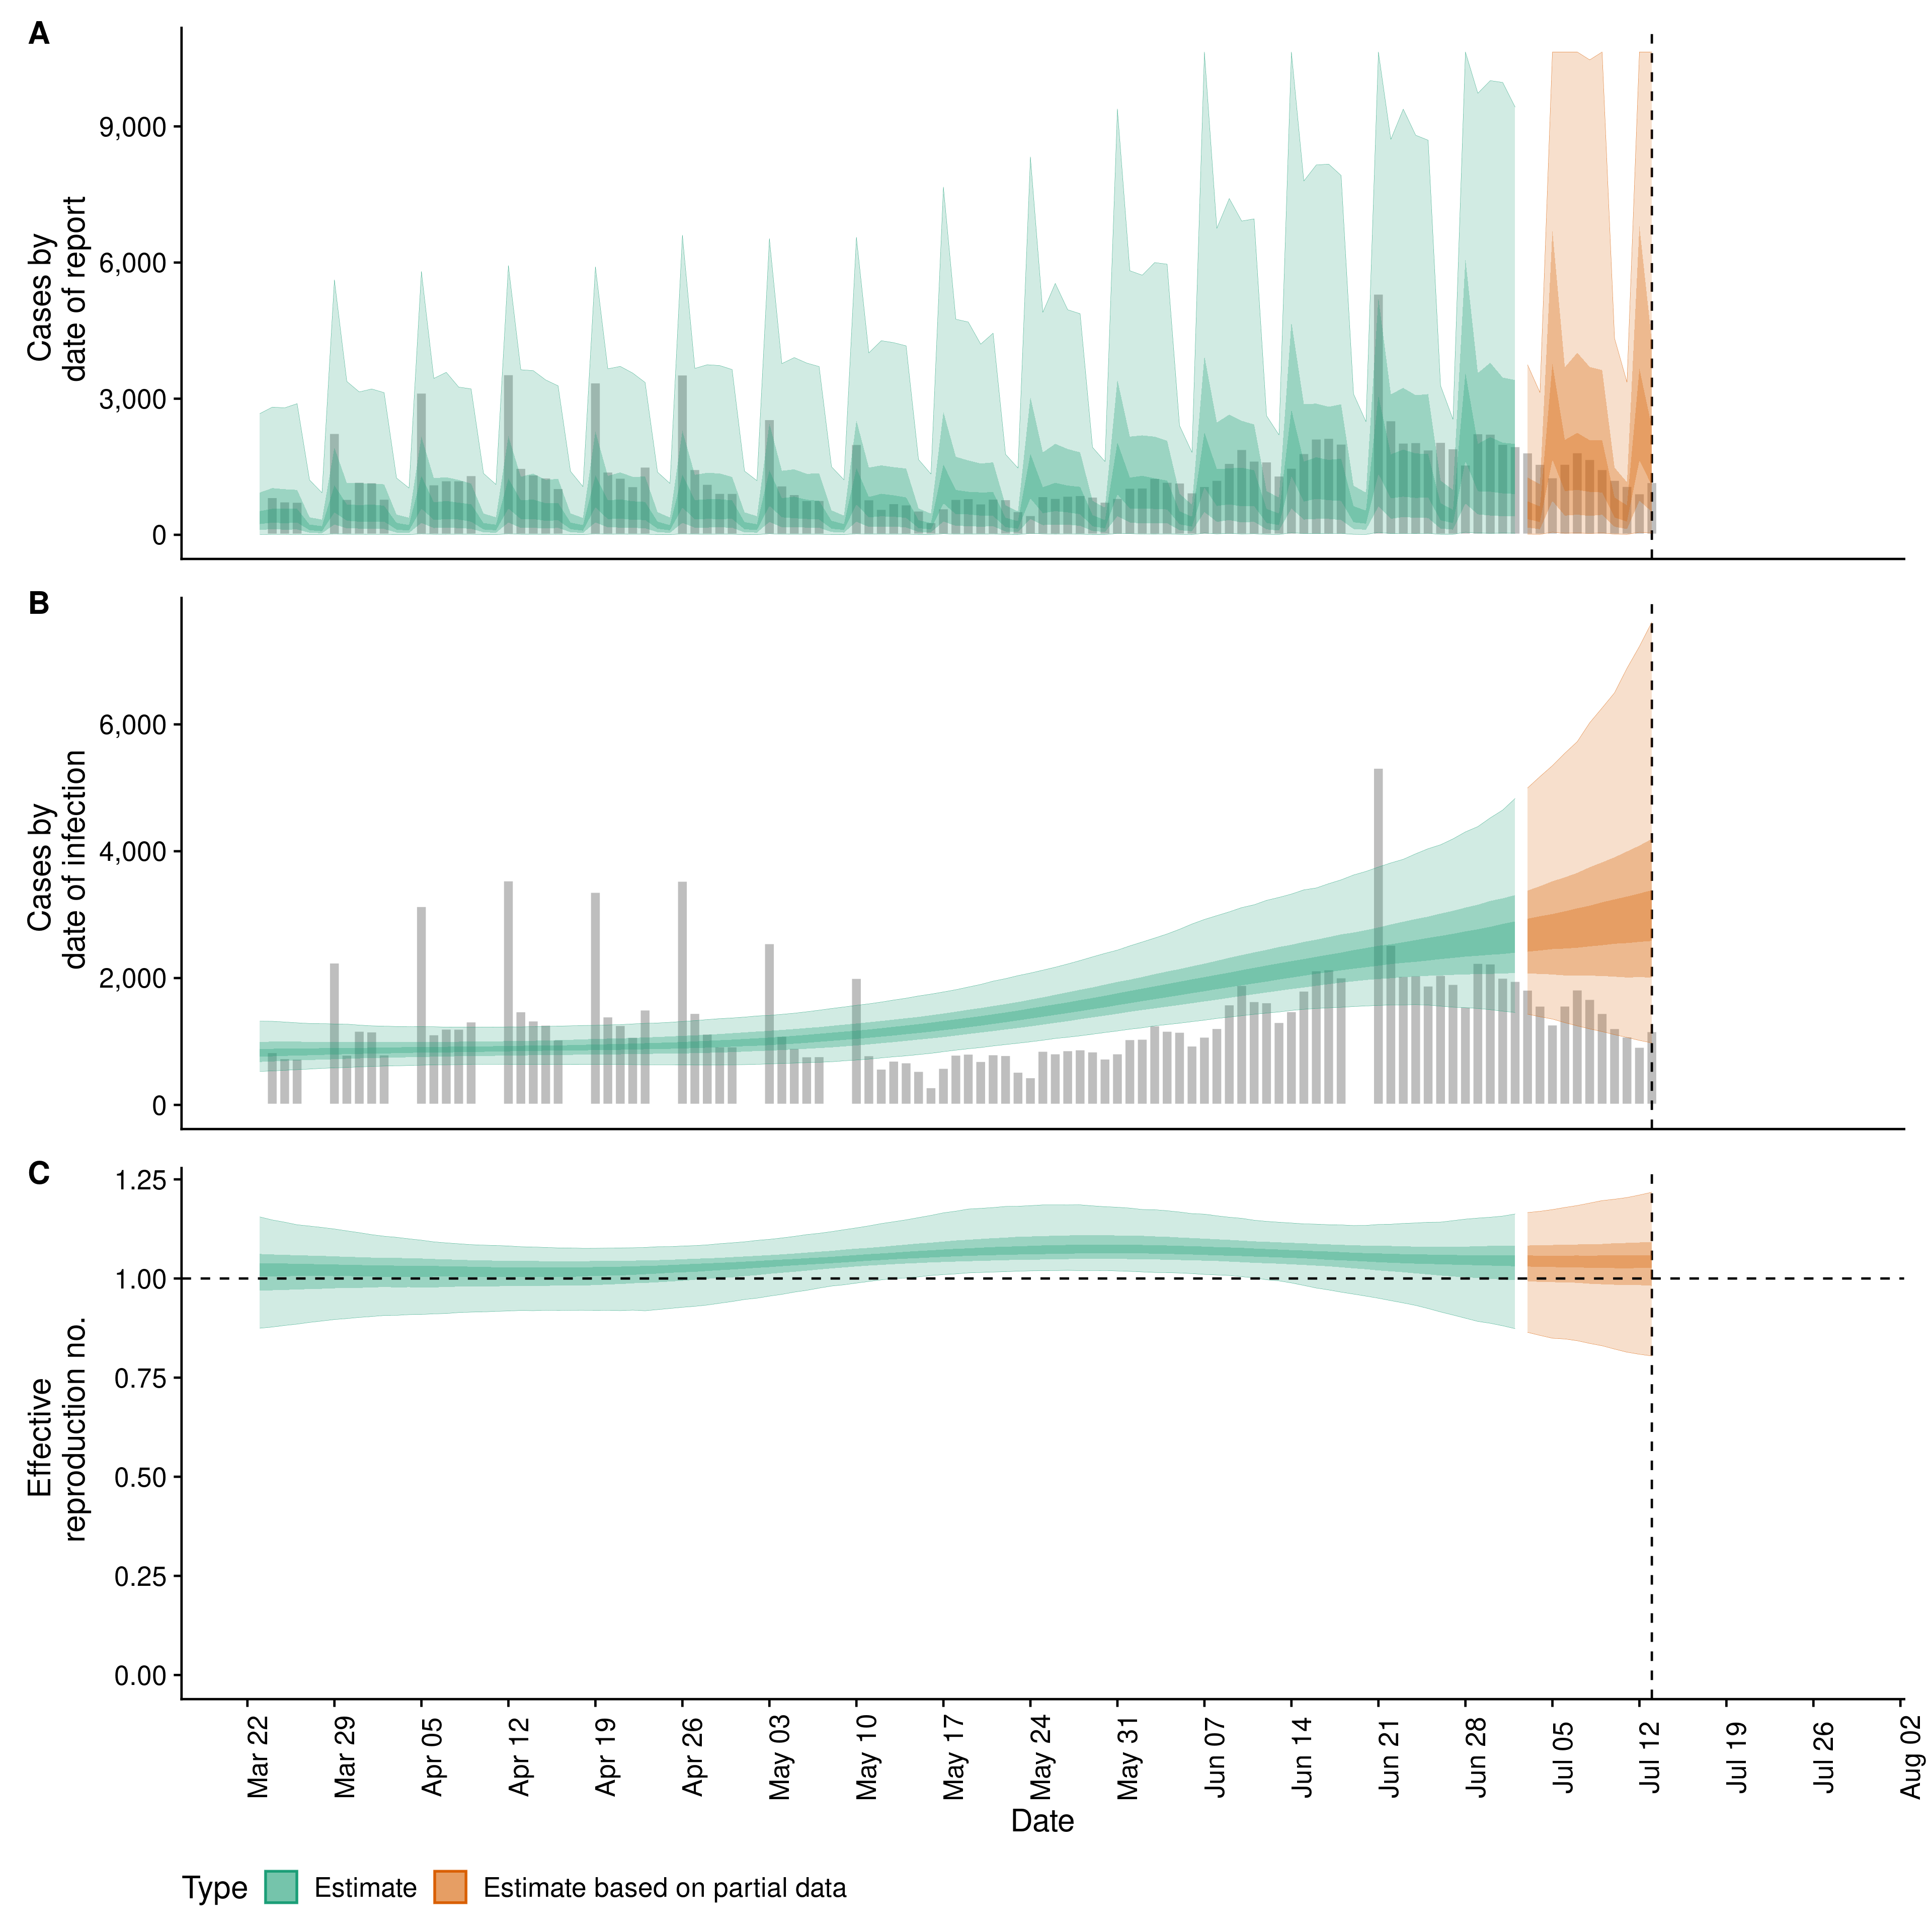 A
Cases by
date of report
9,000
6,000
3,000
0
B
Cases by
date of infection
6,000
4,000
2,000
0
C
Effective
reproduction no.
1.25
1.00
0.75
0.50
0.25
0.00
Mar 22
Mar 29
Apr 05
Apr 12
Apr 19
Apr 26
May 03
May 10
May 17
May 24
May 31
Jun 07
Jun 14
Jun 21
Jun 28
Jul 05
Jul 12
Jul 19
Jul 26
Aug 02
Date
Type Estimate Estimate based on partial data